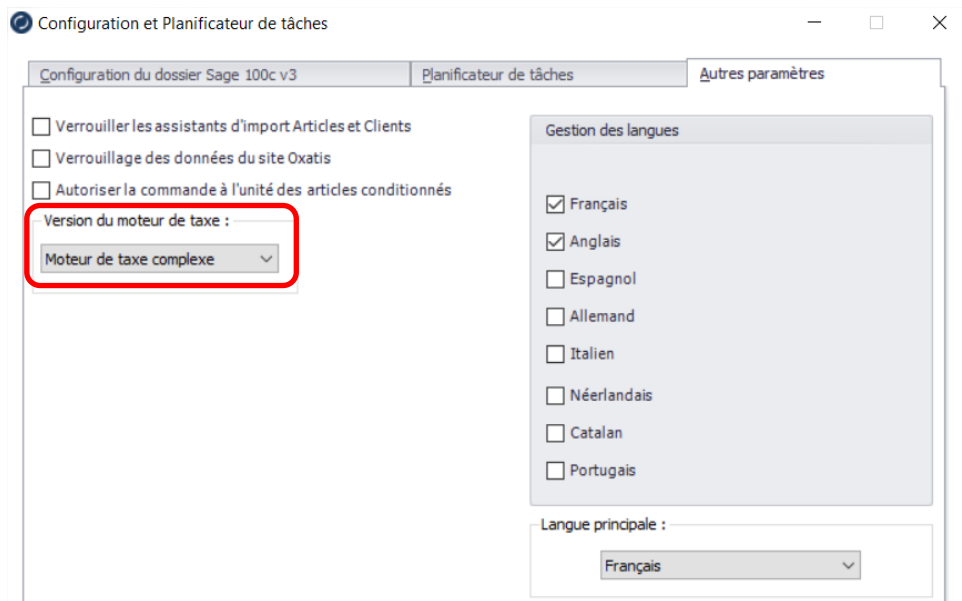 Configuration et Planificateur de tâches
Configuration du dossier Sage 100c v3
Planificateur de tâches
Autres paramètres
Verrouiller les assistants d'import Articles et Clients
Verrouillage des données du site Oxatis
Autoriser la commande à l'unité des articles conditionnés
Version du moteur de taxe :
Moteur de taxe complexe
Gestion des langues
Français
Anglais
Espagnol
Allemand
Italien
Néerlandais
Catalan
Portugais
Langue principale :
Français